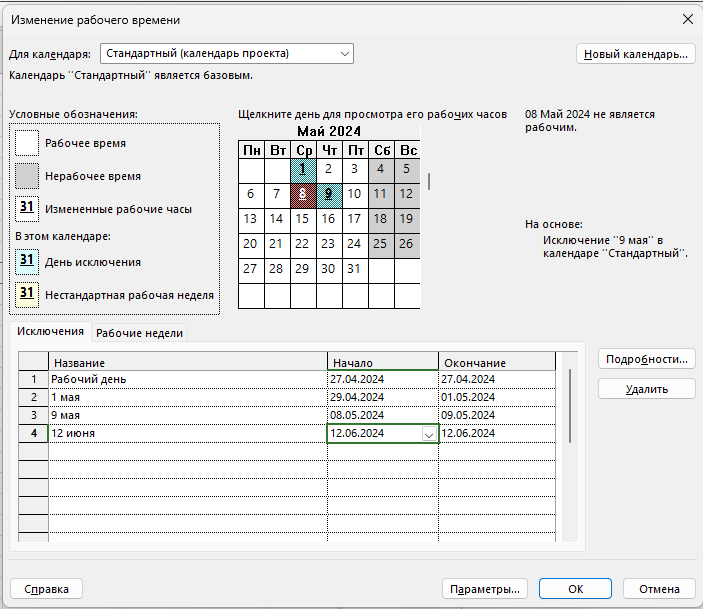 Изменение рабочего времени
Для календаря: Стандартный (календарь проекта) Новый календарь...
Календарь "Стандартный" является базовым.
Условные обозначения:
Рабочее время
Нерабочее время
31 Измененные рабочие часы
В этом календаре:
31 День исключения
31 Нестандартная рабочая неделя
Щелкните день для просмотра его рабочих часов
Май 2024
Пн Вт Ср Чт Пт Сб Вс
1 2 3 4 5
6 7 8 9 10 11 12
13 14 15 16 17 18 19
20 21 22 23 24 25 26
27 28 29 30 31
08 Май 2024 не является
рабочим.
На основе:
Исключение "9 мая" в
календаре "Стандартный".
Исключения Рабочие недели
Название Начало Окончание
1 Рабочий день 27.04.2024 27.04.2024
2 1 мая 29.04.2024 01.05.2024
3 9 мая 08.05.2024 09.05.2024
4 12 июня 12.06.2024 12.06.2024
Подробности...
Удалить
Справка Параметры... ОК Отмена